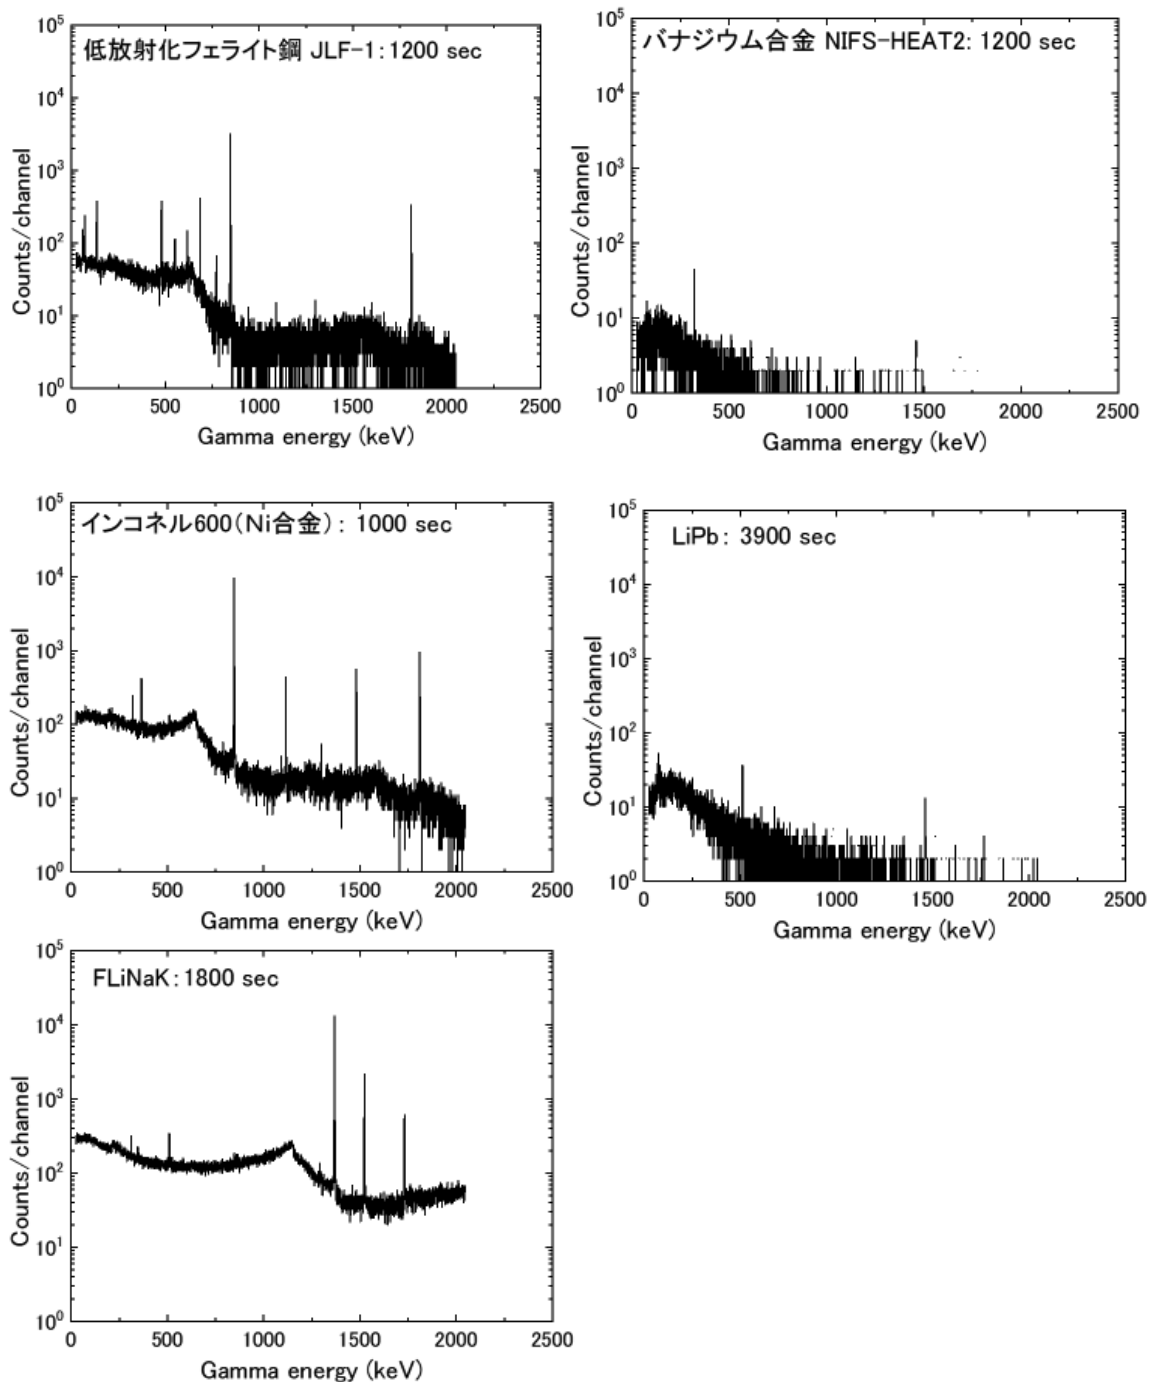 低放射化フェライト鋼 JLF-1:1200 sec
Counts/channel
10^5
10^4
10^3
10^2
10^1
10^0
0 500 1000 1500 2000 2500
Gamma energy (keV)
バナジウム合金 NIFS-HEAT2: 1200 sec
Counts/channel
10^5
10^4
10^3
10^2
10^1
10^0
0 500 1000 1500 2000 2500
Gamma energy (keV)
インコネル600(Ni合金): 1000 sec
Counts/channel
10^5
10^4
10^3
10^2
10^1
10^0
0 500 1000 1500 2000 2500
Gamma energy (keV)
LiPb: 3900 sec
Counts/channel
10^5
10^4
10^3
10^2
10^1
10^0
0 500 1000 1500 2000 2500
Gamma energy (keV)
FLiNaK:1800 sec
Counts/channel
10^5
10^4
10^3
10^2
10^1
10^0
0 500 1000 1500 2000 2500
Gamma energy (keV)